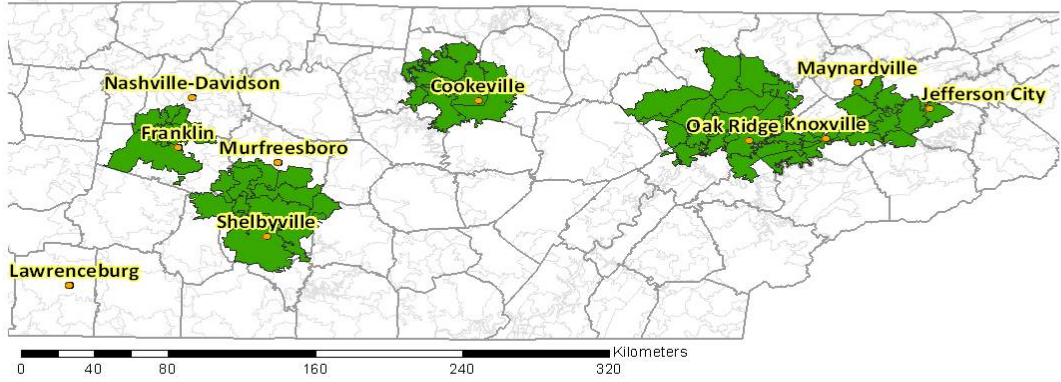 Nashville-Davidson
Franklin
Murfreesboro
Shelbyville
Lawrenceburg
Cookeville
Maynardville
Jefferson City
Oak Ridge
Knoxville
Kilometers
0 40 80 160 240 320